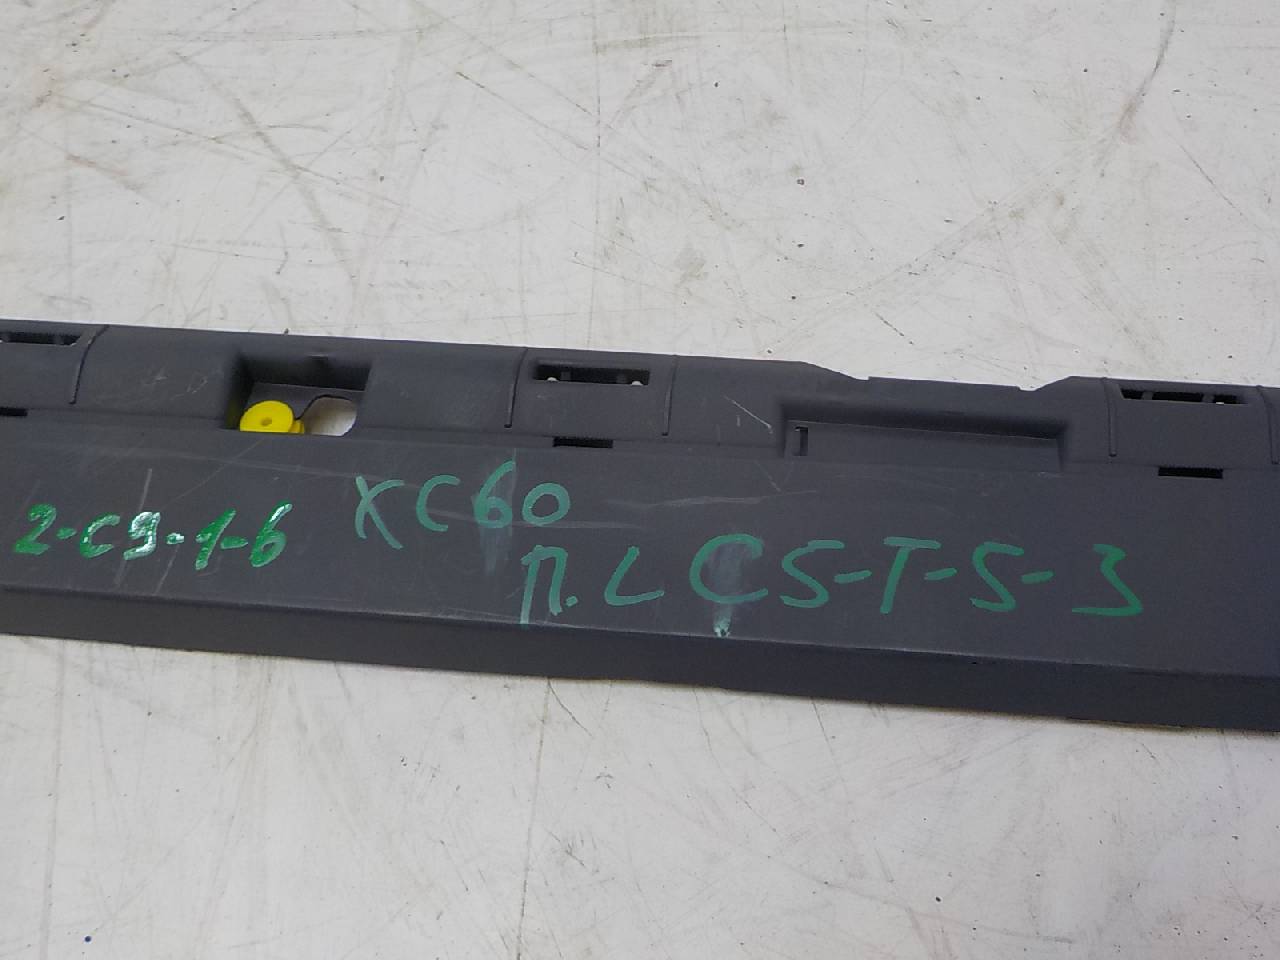 2-C9-1-6
XC60
П. L C5-T-5-3